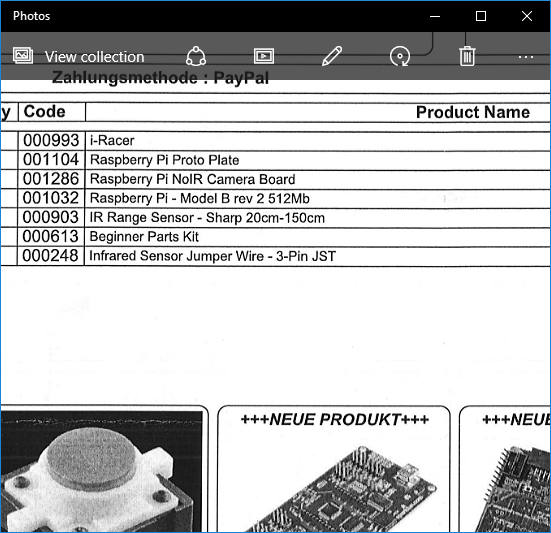 Photos
View collection
Zahlungsmethode : PayPal
y Code Product Name
000993 i-Racer
001104 Raspberry Pi Proto Plate
001286 Raspberry Pi NoIR Camera Board
001032 Raspberry Pi - Model B rev 2 512Mb
000903 IR Range Sensor - Sharp 20cm-150cm
000613 Beginner Parts Kit
000248 Infrared Sensor Jumper Wire - 3-Pin JST
+++NEUE PRODUKT+++ +++NEUE